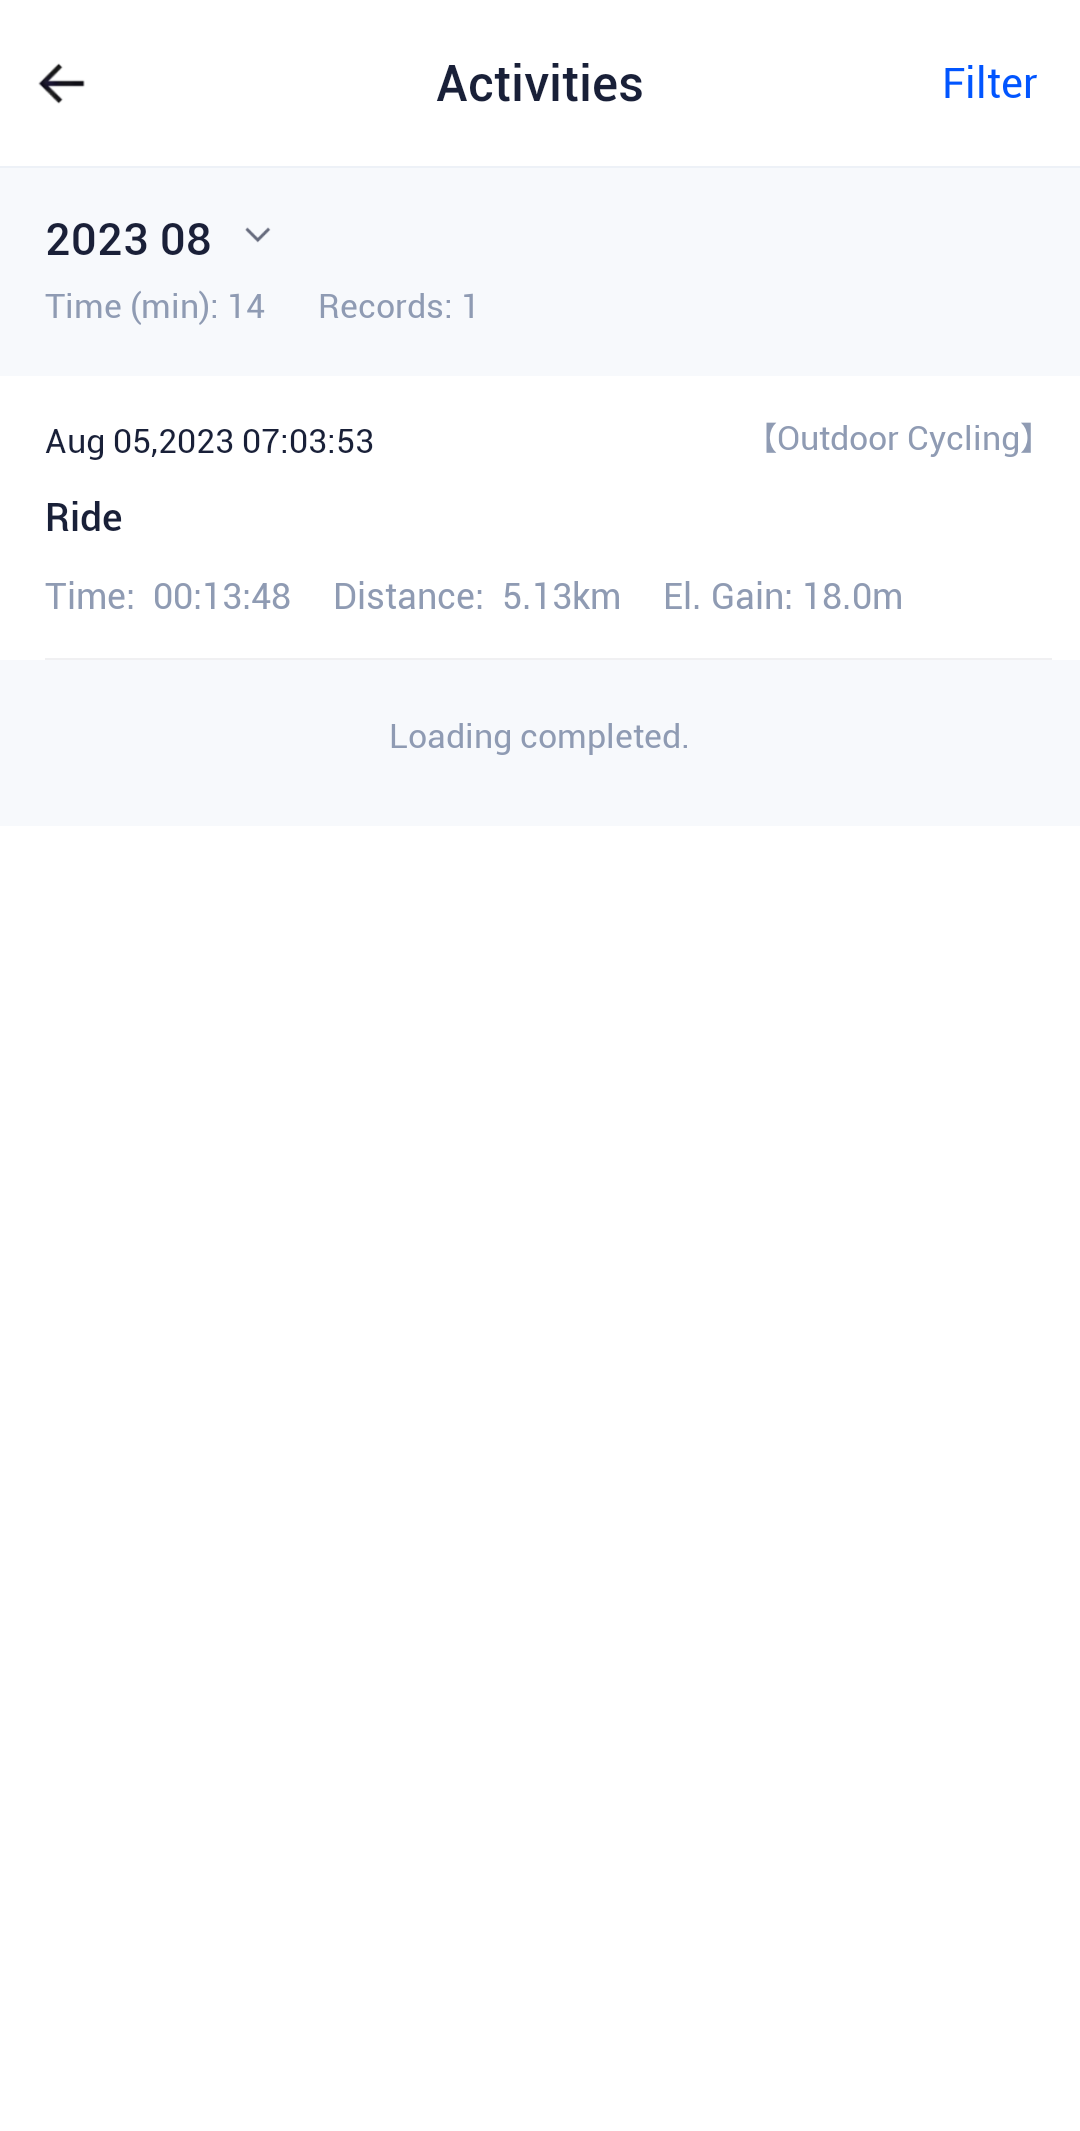 Activities
Filter
2023 08
Time (min): 14 Records: 1
Aug 05,2023 07:03:53
【Outdoor Cycling】
Ride
Time: 00:13:48 Distance: 5.13km El. Gain: 18.0m
Loading completed.